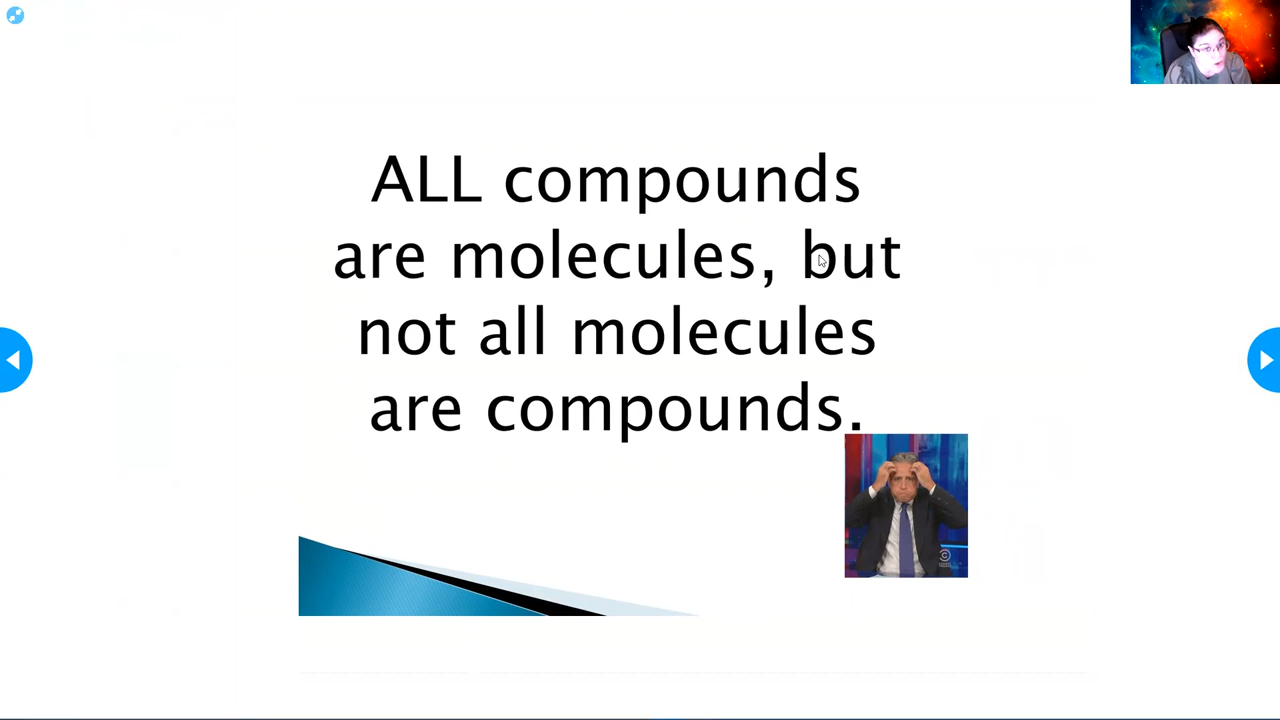 ALL compounds
are molecules, but
not all molecules
are compounds.